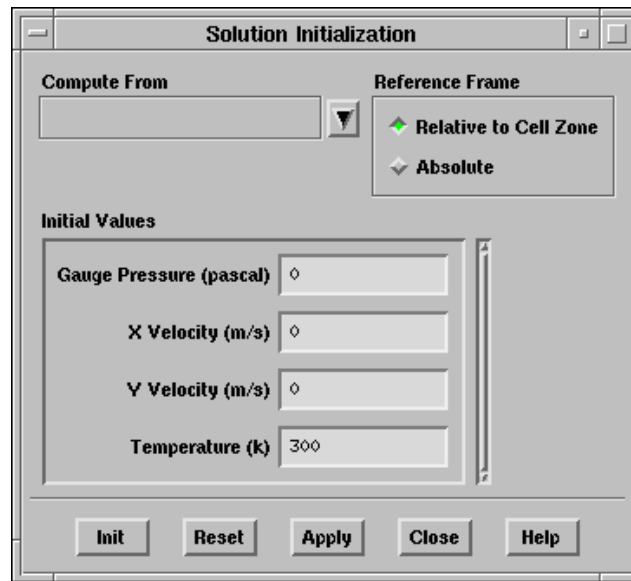 Solution Initialization
Compute From
Reference Frame
Relative to Cell Zone
Absolute
Initial Values
Gauge Pressure (pascal) 0
X Velocity (m/s) 0
Y Velocity (m/s) 0
Temperature (k) 300
Init Reset Apply Close Help